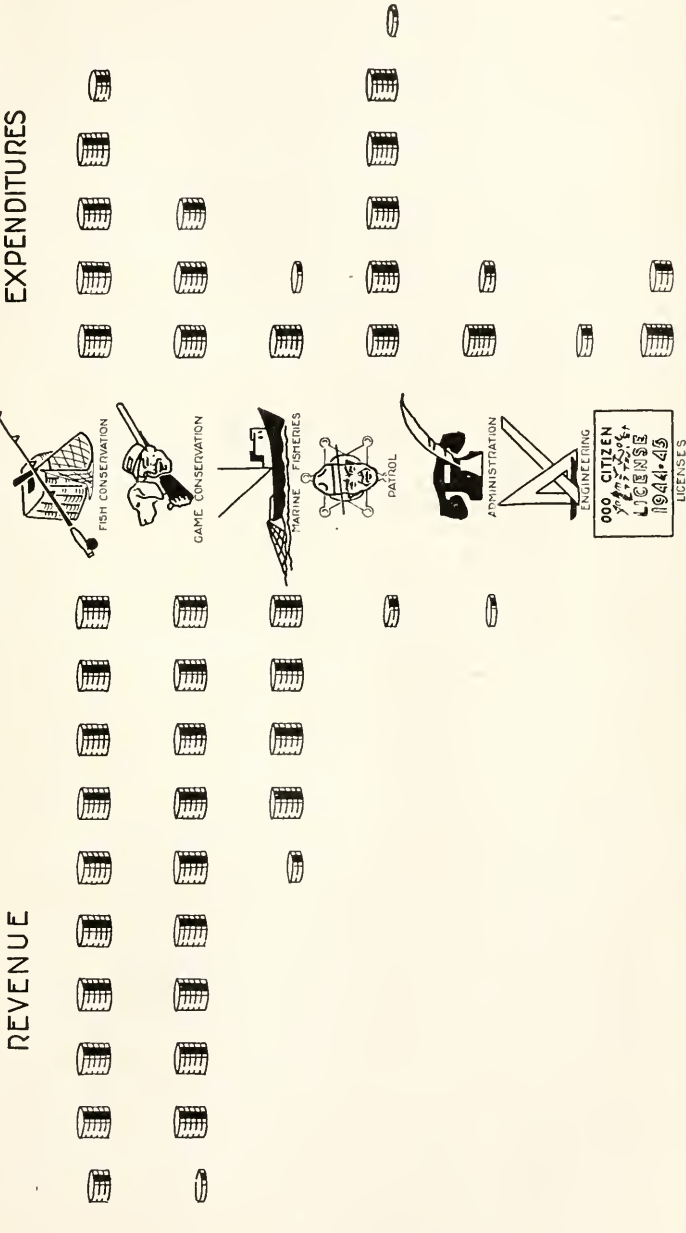 REVENUE
EXPENDITURES
FISH CONSERVATION
GAME CONSERVATION
MARINE FISHERIES
PATROL
ADMINISTRATION
ENGINEERING
000 CITIZEN
LICENSE
1944-45
LICENSES